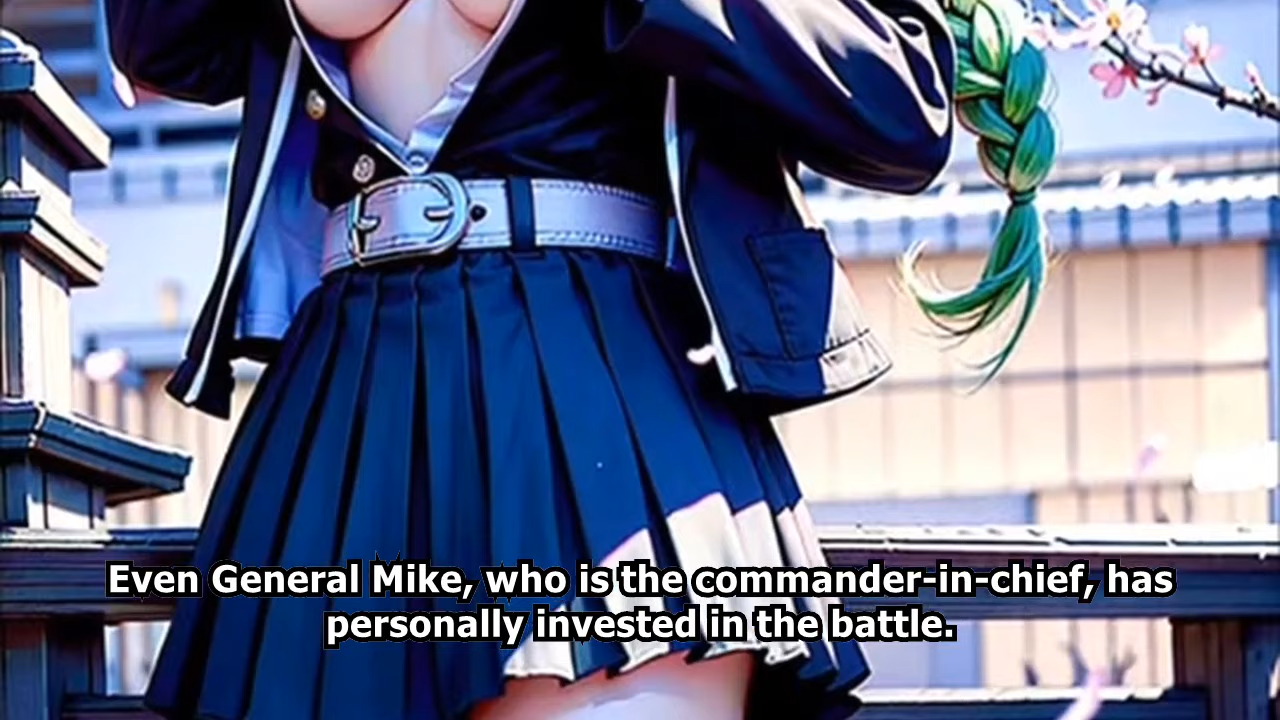 Even General Mike, who is the commander-in-chief, has
personally invested in the battle.